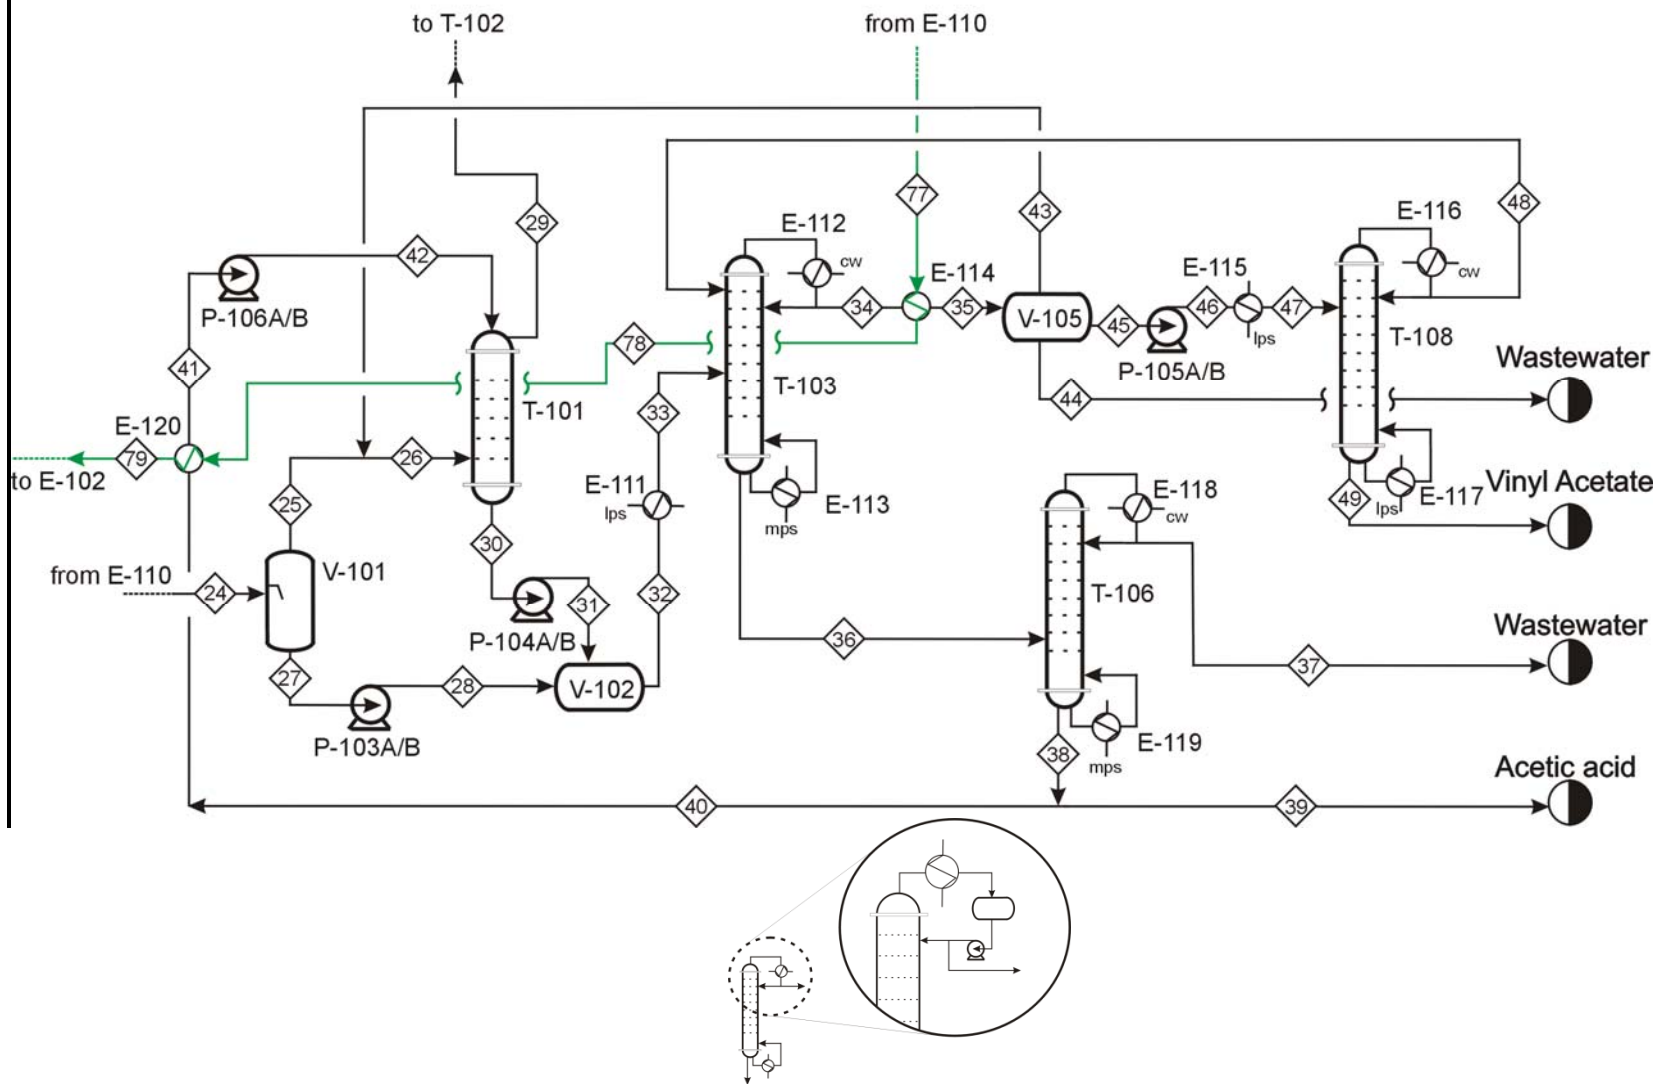 to T-102
from E-110
77
48
43
29
E-112
E-116
42
cw
E-114
E-115
cw
P-106A/B
34
35
V-105
45
46
47
lps
T-108
78
P-105A/B
Wastewater
41
T-103
44
33
T-101
E-120
79
26
to E-102
25
E-111
lps
E-113
mps
E-118
cw
49
lps
E-117
Vinyl Acetate
30
from E-110
24
V-101
31
32
T-106
P-104A/B
36
Wastewater
37
27
28
V-102
P-103A/B
38
E-119
mps
Acetic acid
40
39